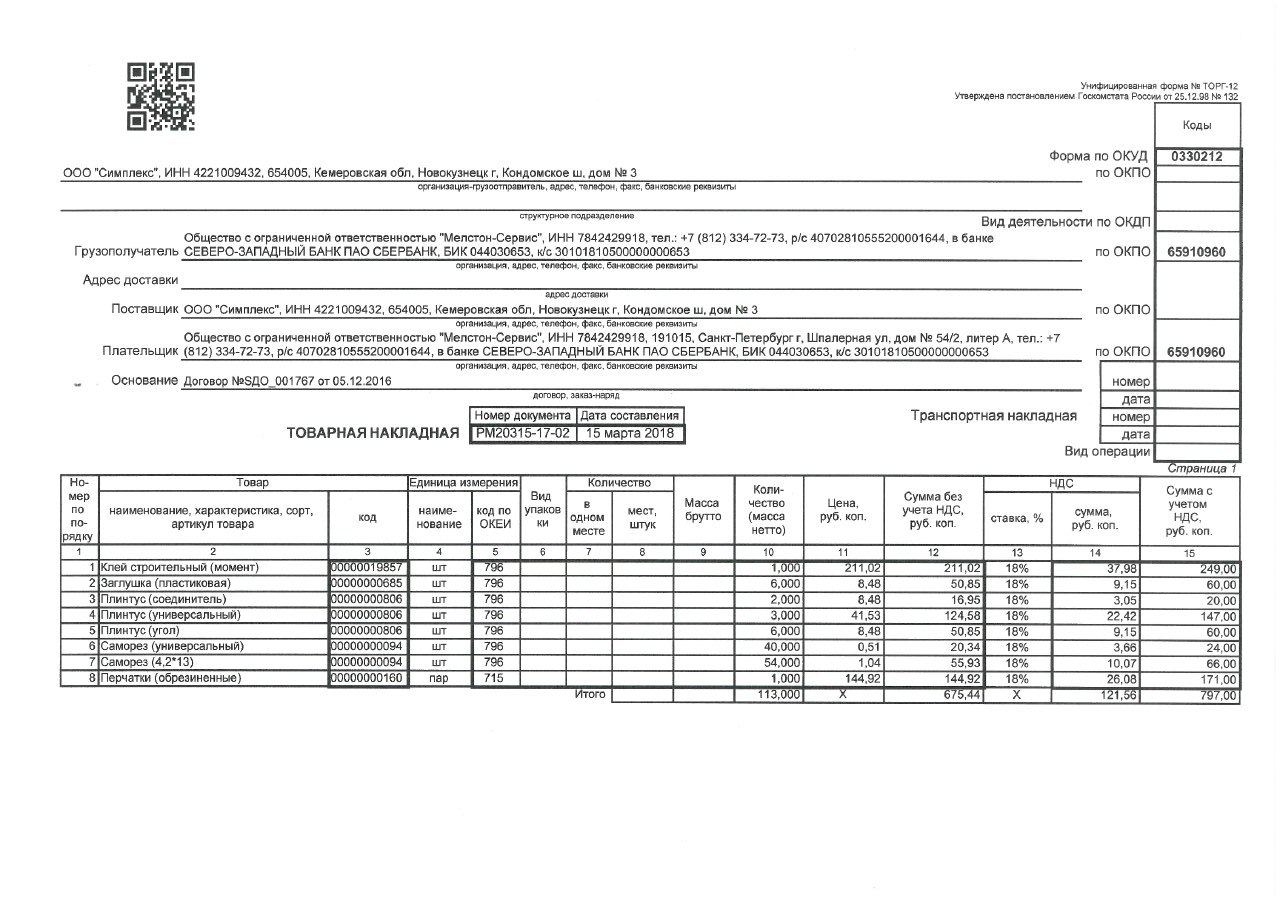 Унифицированная форма № ТОРГ-12
Утверждена постановлением Госкомстата России от 25.12.98 № 132
Коды
Форма по ОКУД 0330212
ООО "Симплекс", ИНН 4221009432, 654005, Кемеровская обл, Новокузнецк г, Кондомское ш, дом № 3 по ОКПО
организация-грузоотправитель, адрес, телефон, факс, банковские реквизиты
структурное подразделение
Вид деятельности по ОКДП
Общество с ограниченной ответственностью "Мелстон-Сервис", ИНН 7842429918, тел.: +7 (812) 334-72-73, р/с 40702810555200001644, в банке
Грузополучатель СЕВЕРО-ЗАПАДНЫЙ БАНК ПАО СБЕРБАНК, БИК 044030653, к/с 30101810500000000653 по ОКПО 65910960
организация, адрес, телефон, факс, банковские реквизиты
Адрес доставки
адрес доставки
Поставщик ООО "Симплекс", ИНН 4221009432, 654005, Кемеровская обл, Новокузнецк г, Кондомское ш, дом № 3 по ОКПО
организация, адрес, телефон, факс, банковские реквизиты
Общество с ограниченной ответственностью "Мелстон-Сервис", ИНН 7842429918, 191015, Санкт-Петербург г, Шпалерная ул, дом № 54/2, литер А, тел.: +7
Плательщик (812) 334-72-73, р/с 40702810555200001644, в банке СЕВЕРО-ЗАПАДНЫЙ БАНК ПАО СБЕРБАНК, БИК 044030653, к/с 30101810500000000653 по ОКПО 65910960
организация, адрес, телефон, факс, банковские реквизиты
Основание Договор №SDO_001767 от 05.12.2016 номер
договор, заказ-наряд дата
Номер документа Дата составления Транспортная накладная номер
ТОВАРНАЯ НАКЛАДНАЯ РМ20315-17-02 15 марта 2018 дата
Вид операции
Страница 1
Но-мер по по-рядку Товар Единица измерения Вид упаков ки Количество Масса брутто Коли-чество (масса нетто) Цена, руб. коп. Сумма без учета НДС, руб. коп. НДС Сумма с учетом НДС, руб. коп.
наименование, характеристика, сорт, артикул товара код наиме-нование код по ОКЕИ в одном месте мест, штук ставка, % сумма, руб. коп.
1 2 3 4 5 6 7 8 9 10 11 12 13 14 15
1 Клей строительный (момент) 00000019857 шт 796 1,000 211,02 211,02 18% 37,98 249,00
2 Заглушка (пластиковая) 00000000685 шт 796 6,000 8,48 50,85 18% 9,15 60,00
3 Плинтус (соединитель) 00000000806 шт 796 2,000 8,48 16,95 18% 3,05 20,00
4 Плинтус (универсальный) 00000000806 шт 796 3,000 41,53 124,58 18% 22,42 147,00
5 Плинтус (угол) 00000000806 шт 796 6,000 8,48 50,85 18% 9,15 60,00
6 Саморез (универсальный) 00000000094 шт 796 40,000 0,51 20,34 18% 3,66 24,00
7 Саморез (4,2*13) 00000000094 шт 796 54,000 1,04 55,93 18% 10,07 66,00
8 Перчатки (обрезиненные) 00000000160 пар 715 1,000 144,92 144,92 18% 26,08 171,00
Итого 113,000 Х 675,44 Х 121,56 797,00